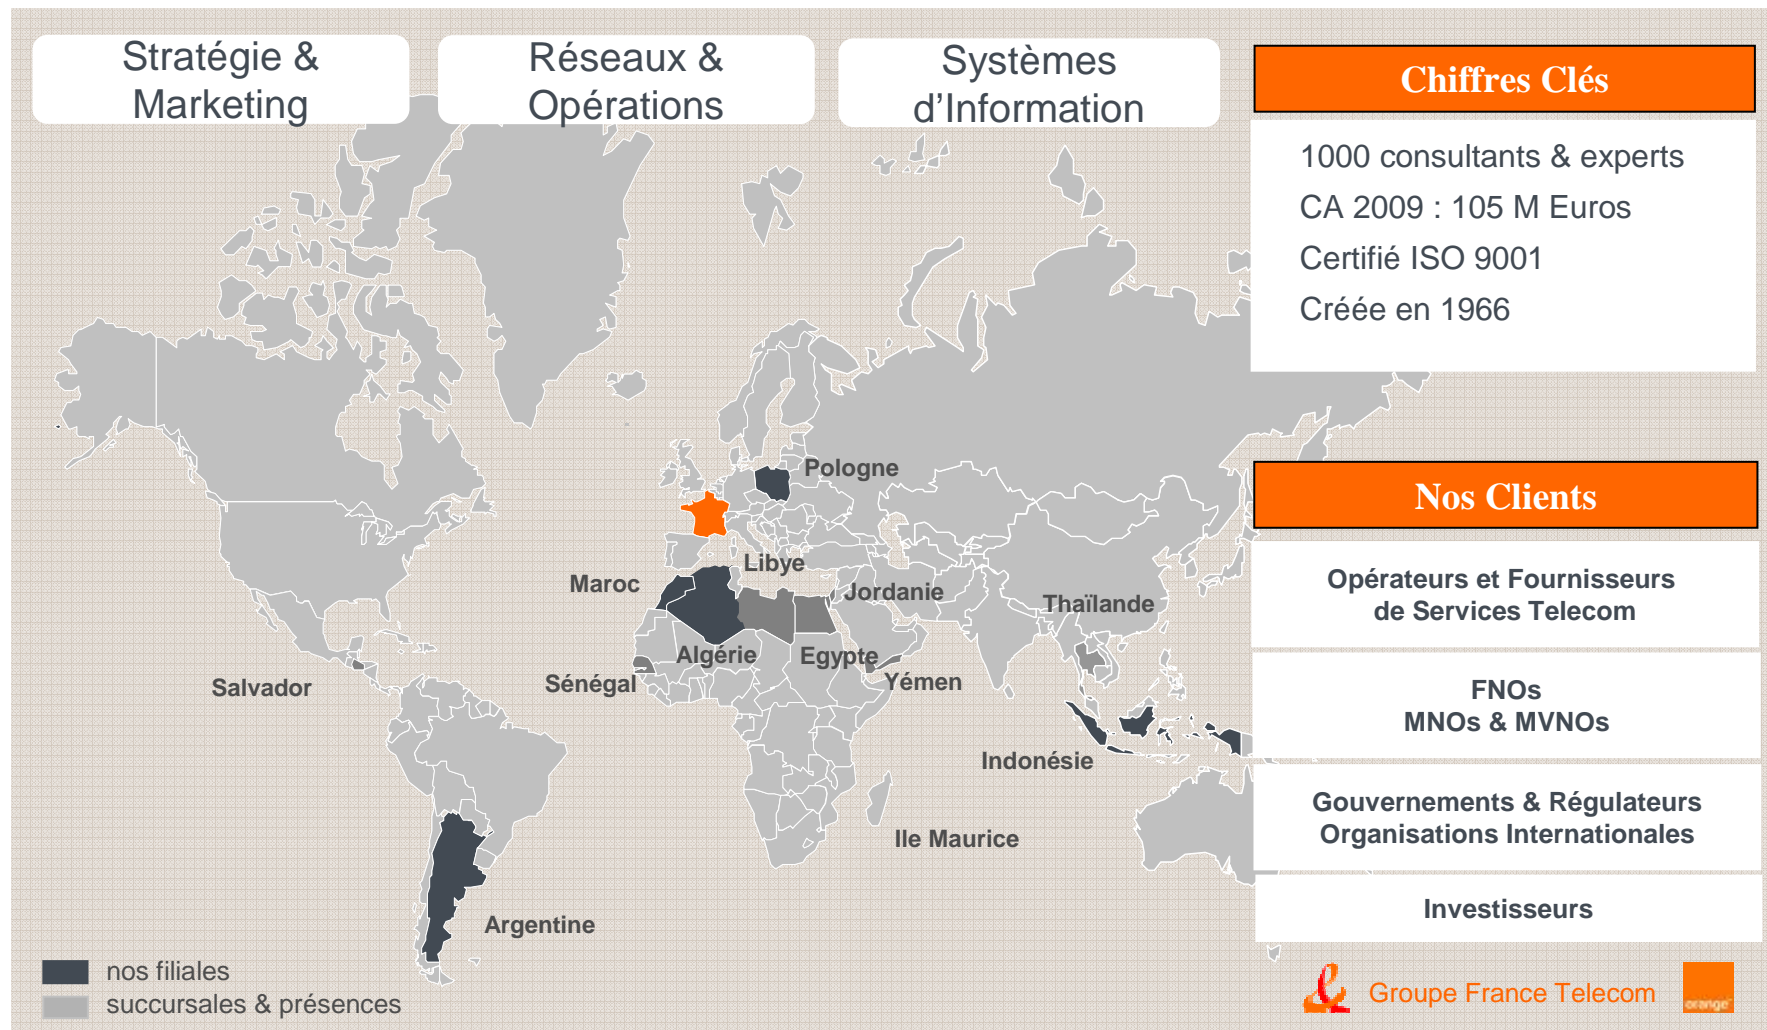 Stratégie &
Marketing
Réseaux &
Opérations
Systèmes
d’Information
Chiffres Clés
1000 consultants & experts
CA 2009 : 105 M Euros
Certifié ISO 9001
Créée en 1966
Pologne
Libye
Maroc
Jordanie
Thaïlande
Algérie
Egypte
Salvador
Sénégal
Yémen
Indonésie
Ile Maurice
Argentine
Nos Clients
Opérateurs et Fournisseurs
de Services Telecom
FNOs
MNOs & MVNOs
Gouvernements & Régulateurs
Organisations Internationales
Investisseurs
nos filiales
succursales & présences
Groupe France Telecom
orange